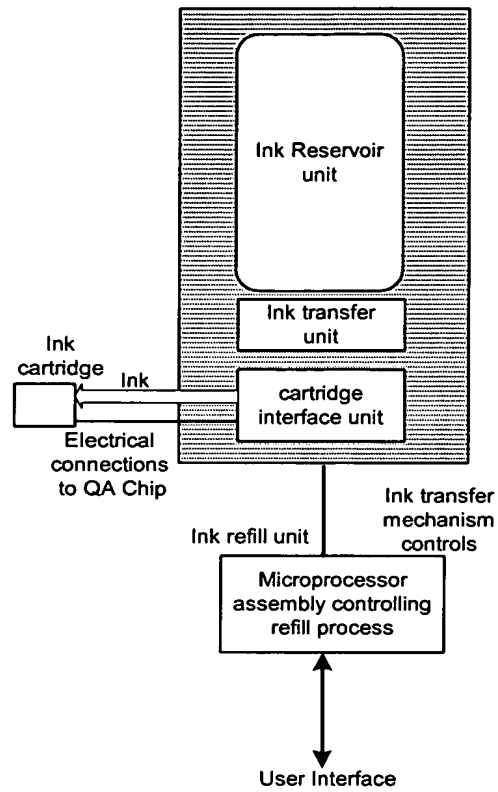 Ink Reservoir
unit
Ink transfer
unit
Ink
cartridge
Ink
cartridge
interface unit
Electrical
connections
to QA Chip
Ink transfer
mechanism
controls
Ink refill unit
Microprocessor
assembly controlling
refill process
User Interface